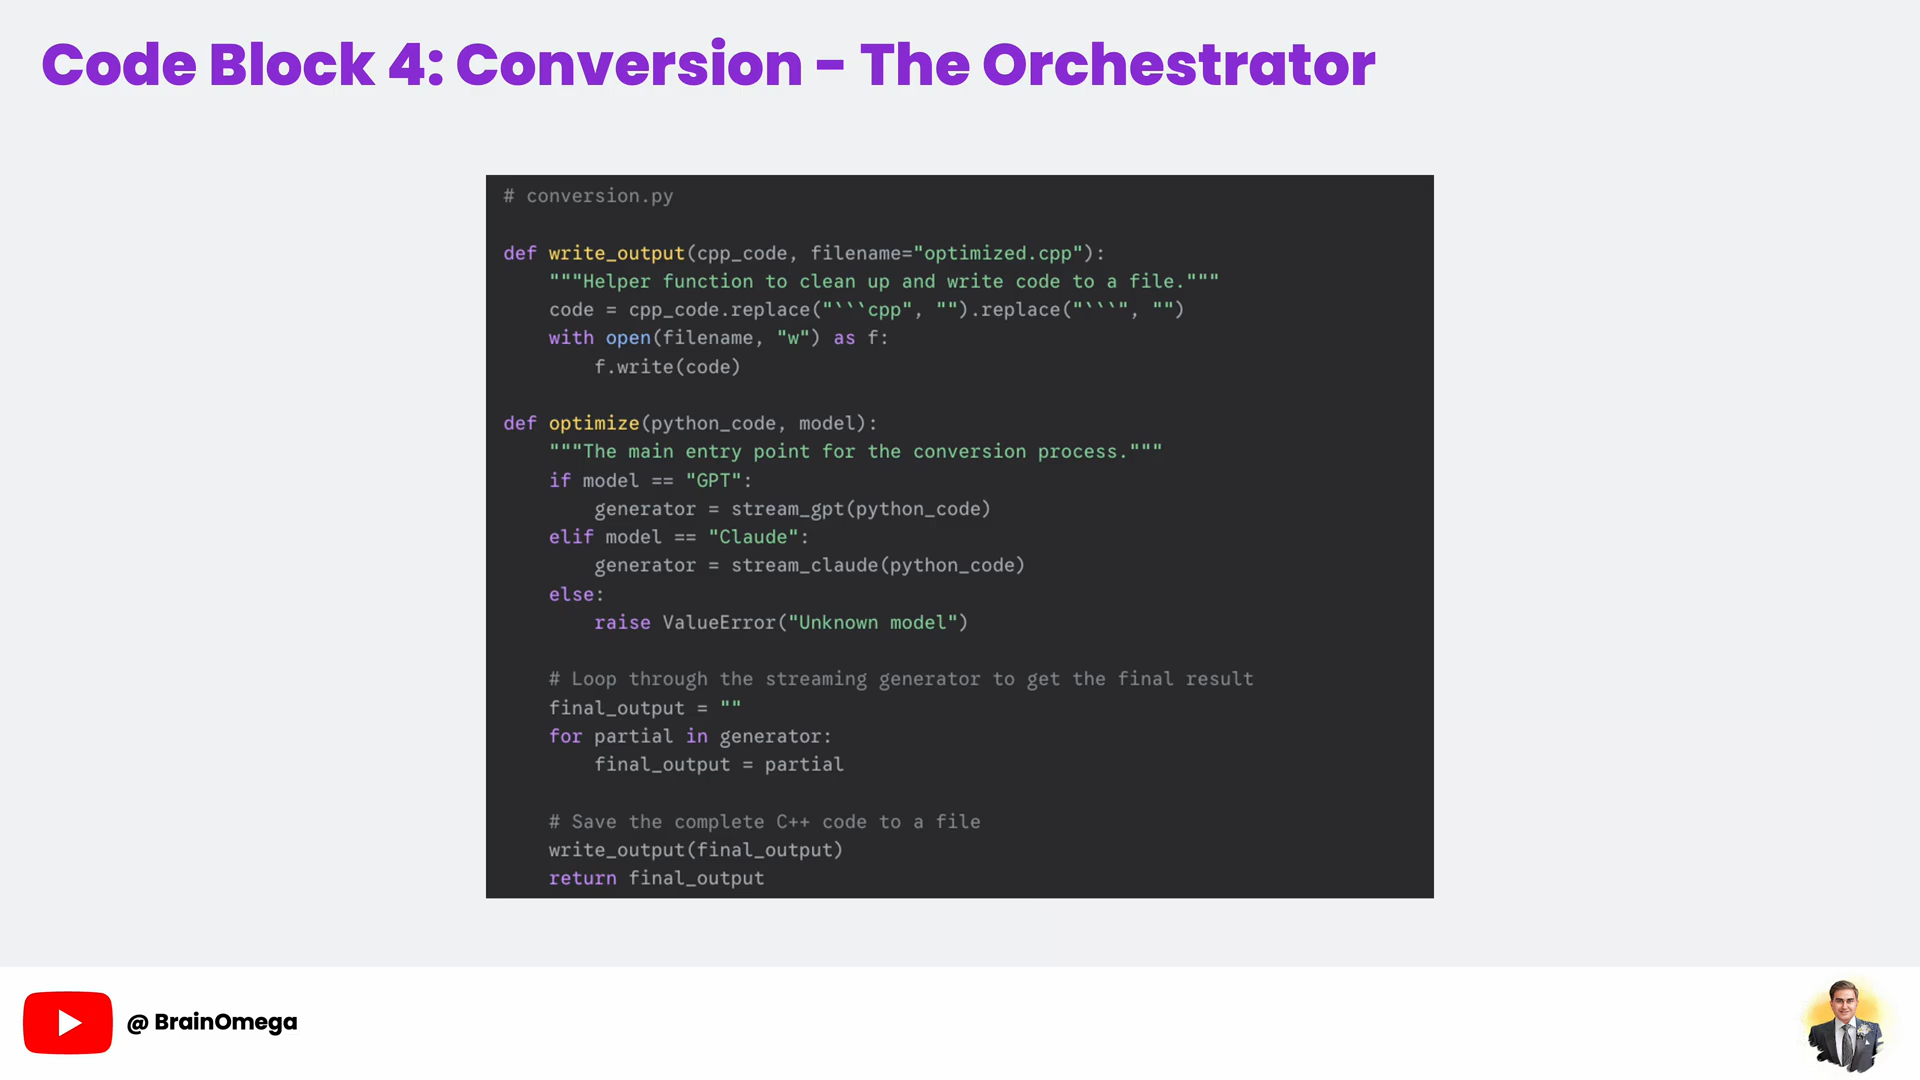 Code Block 4: Conversion - The Orchestrator
# conversion.py
def write_output(cpp_code, filename="optimized.cpp"):
    """Helper function to clean up and write code to a file."""
    code = cpp_code.replace("```cpp", "").replace("```", "")
    with open(filename, "w") as f:
        f.write(code)
def optimize(python_code, model):
    """The main entry point for the conversion process."""
    if model == "GPT":
        generator = stream_gpt(python_code)
    elif model == "Claude":
        generator = stream_claude(python_code)
    else:
        raise ValueError("Unknown model")
    # Loop through the streaming generator to get the final result
    final_output = ""
    for partial in generator:
        final_output = partial
    # Save the complete C++ code to a file
    write_output(final_output)
    return final_output
@ BrainOmega